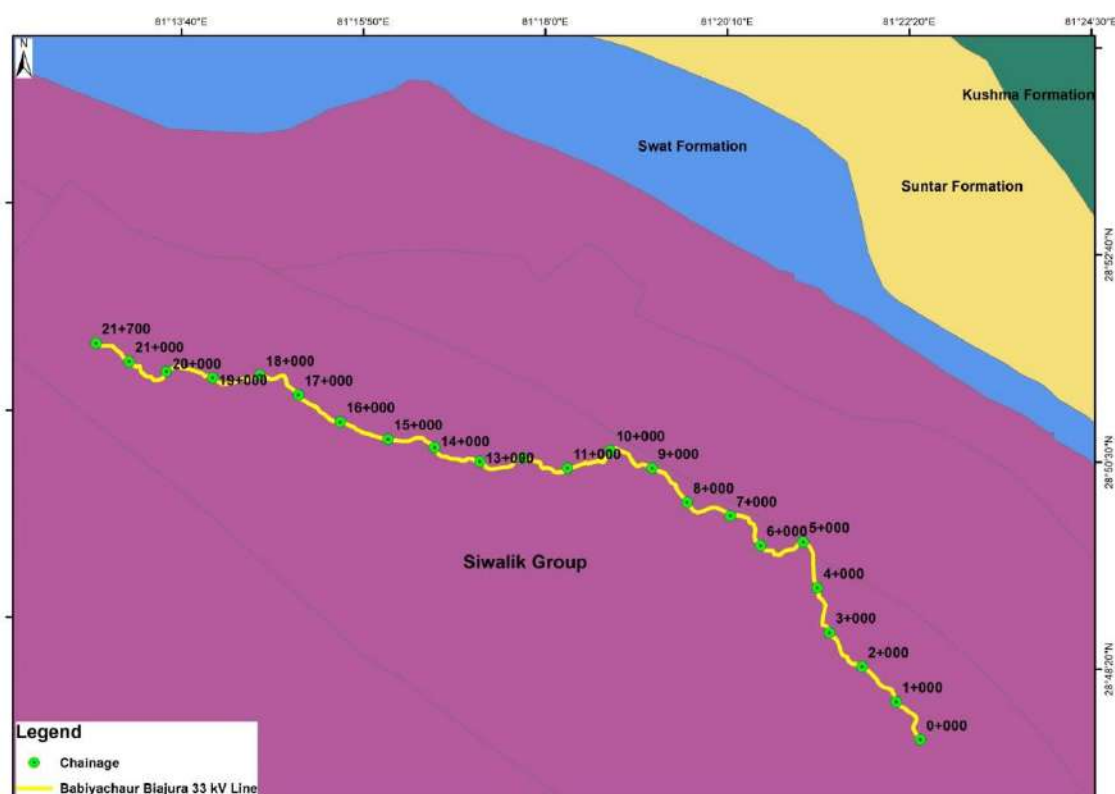 81°13'40"E
81°15'50"E
81°18'0"E
81°20'10"E
81°22'20"E
81°24'30"E
N
Kushma Formation
Swat Formation
Suntar Formation
28°52'40"N
21+700
21+000
20+000
19+000
18+000
17+000
16+000
15+000
14+000
13+000
11+000
10+000
9+000
8+000
7+000
6+000
5+000
28°50'30"N
Siwalik Group
4+000
3+000
2+000
28°48'20"N
1+000
0+000
Legend
Chainage
Babiyachaur Biajura 33 kV Line